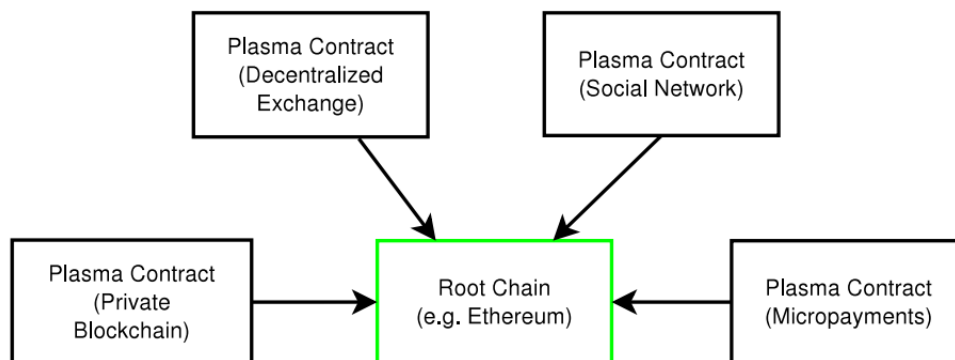 Plasma Contract
(Decentralized
Exchange)
Plasma Contract
(Social Network)
Plasma Contract
(Private
Blockchain)
Root Chain
(e.g. Ethereum)
Plasma Contract
(Micropayments)